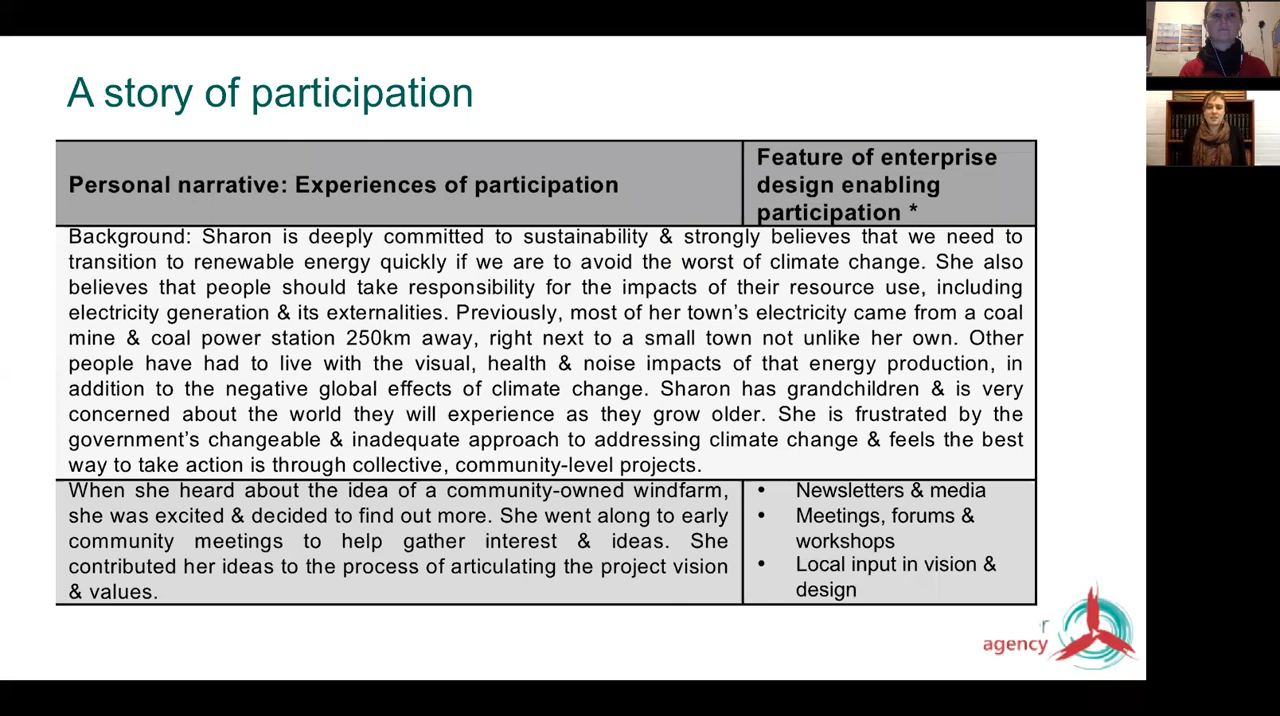 A story of participation
Personal narrative: Experiences of participation
Feature of enterprise
design enabling
participation *
Background: Sharon is deeply committed to sustainability & strongly believes that we need to
transition to renewable energy quickly if we are to avoid the worst of climate change. She also
believes that people should take responsibility for the impacts of their resource use, including
electricity generation & its externalities. Previously, most of her town's electricity came from a coal
mine & coal power station 250km away, right next to a small town not unlike her own. Other
people have had to live with the visual, health & noise impacts of that energy production, in
addition to the negative global effects of climate change. Sharon has grandchildren & is very
concerned about the world they will experience as they grow older. She is frustrated by the
government's changeable & inadequate approach to addressing climate change & feels the best
way to take action is through collective, community-level projects.
When she heard about the idea of a community-owned windfarm,
she was excited & decided to find out more. She went along to early
community meetings to help gather interest & ideas. She
contributed her ideas to the process of articulating the project vision
& values.
• Newsletters & media
• Meetings, forums &
workshops
• Local input in vision &
design
r
agency